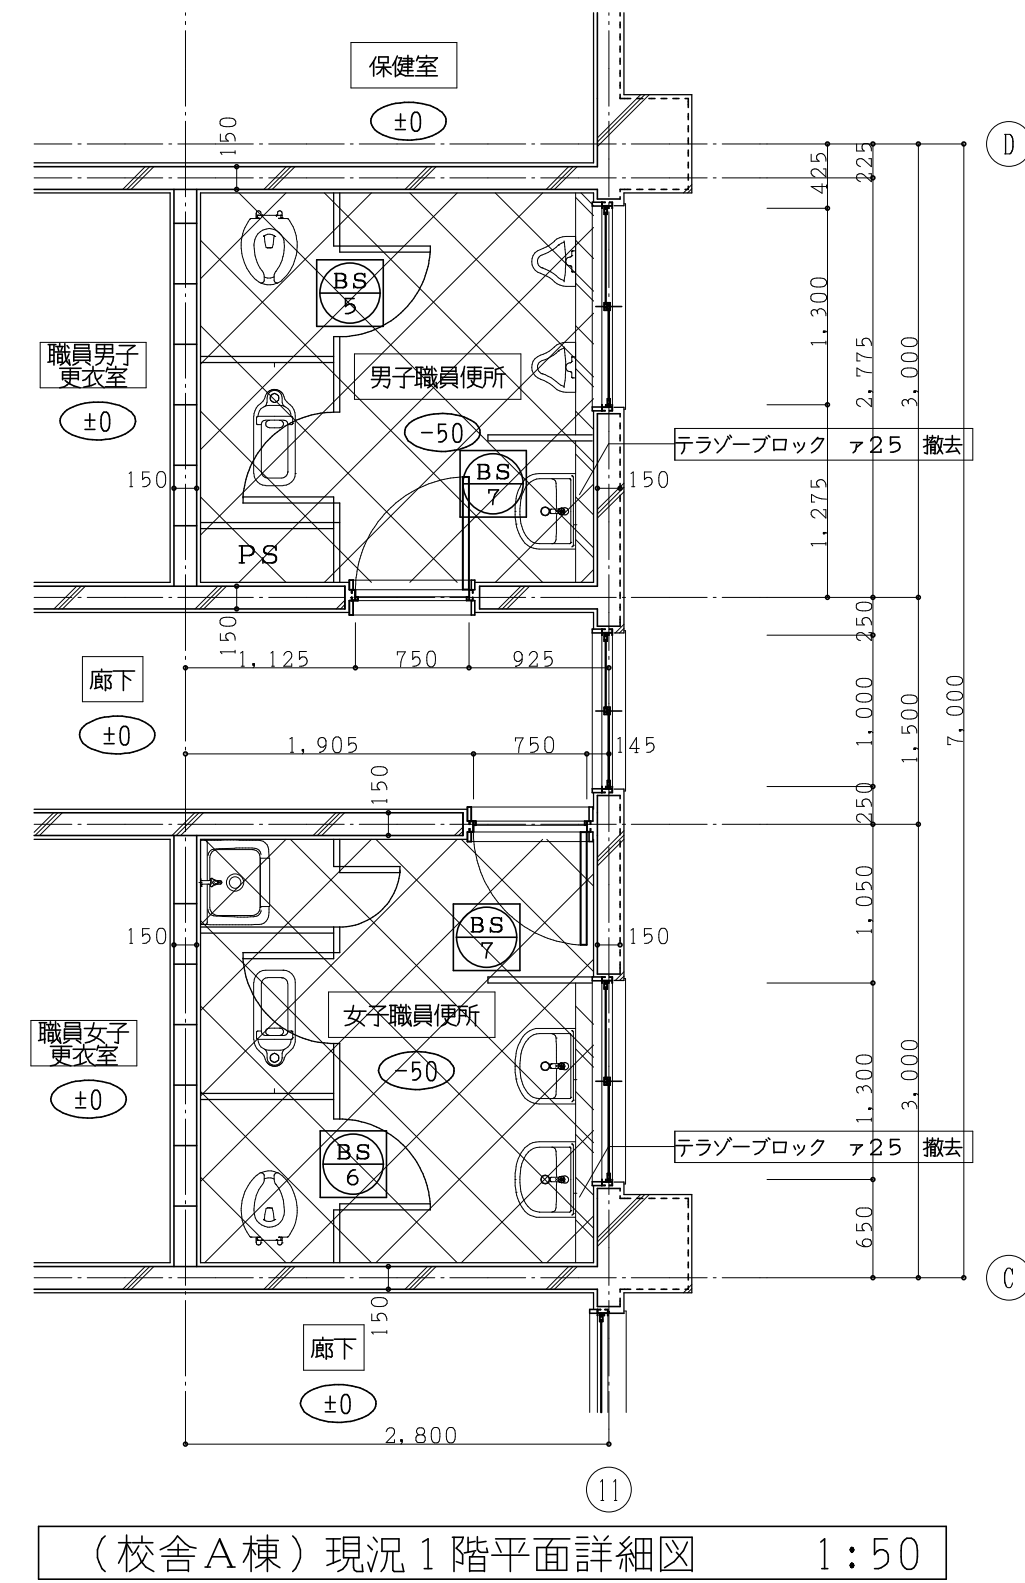 保健室
±0
D
150
425
225
BS
5
1,300
2,775
3,000
職員男子
更衣室
±0
男子職員便所
-50
テラゾーブロック ァ25 撤去
BS
7
150
150
1,275
PS
150
250
1,125
750
925
廊下
±0
1,000
1,500
7,000
1,905
750
145
150
250
1,050
BS
7
150
150
女子職員便所
-50
職員女子
更衣室
±0
1,300
3,000
テラゾーブロック ァ25 撤去
BS
6
650
C
150
廊下
±0
2,800
11
(校舎A棟)現況1階平面詳細図 1:50